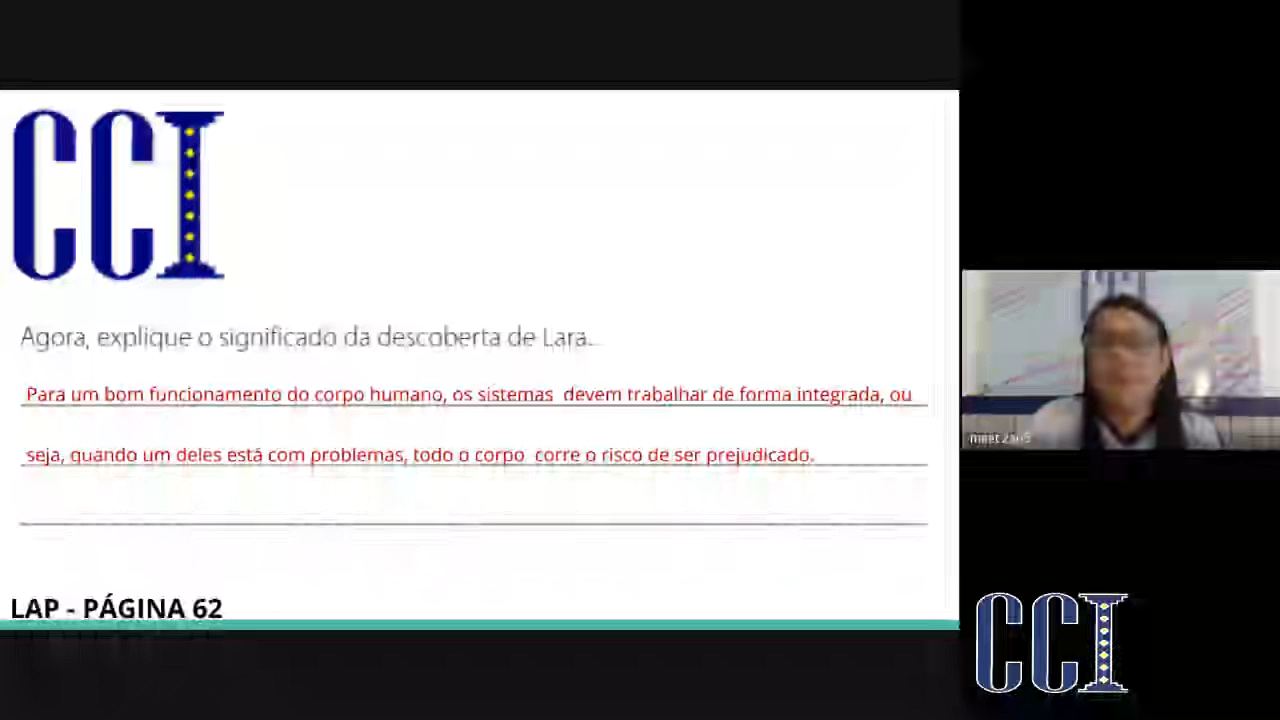 CCI
Agora, explique o significado da descoberta de Lara...
Para um bom funcionamento do corpo humano, os sistemas devem trabalhar de forma integrada, ou
seja, quando um deles está com problemas, todo o corpo corre o risco de ser prejudicado.
LAP - PÁGINA 62
CCI